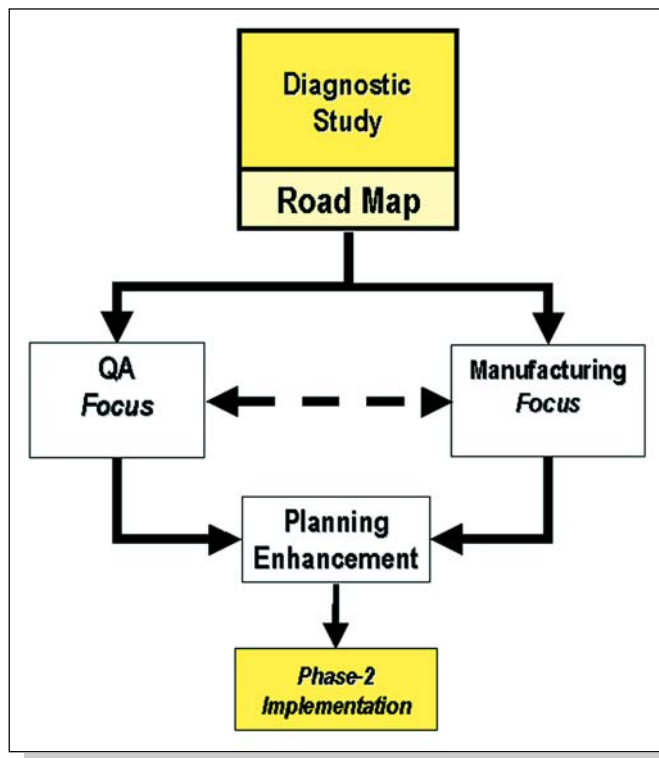 Diagnostic
Study
Road Map
QA
Focus
Manufacturing
Focus
Planning
Enhancement
Phase-2
Implementation